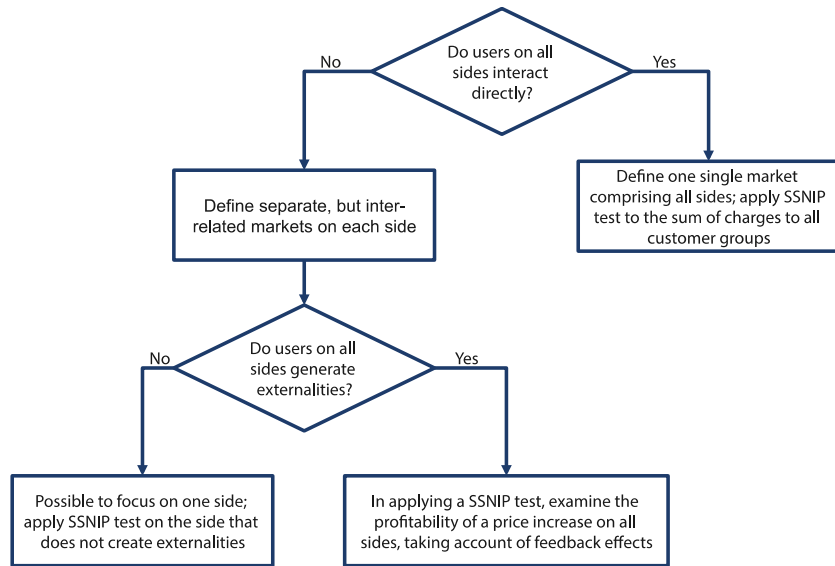 Do users on all
sides interact
directly?
No
Yes
Define separate, but inter-
related markets on each side
Define one single market
comprising all sides; apply SSNIP
test to the sum of charges to all
customer groups
Do users on all
sides generate
externalities?
No
Yes
Possible to focus on one side;
apply SSNIP test on the side that
does not create externalities
In applying a SSNIP test, examine the
profitability of a price increase on all
sides, taking account of feedback effects